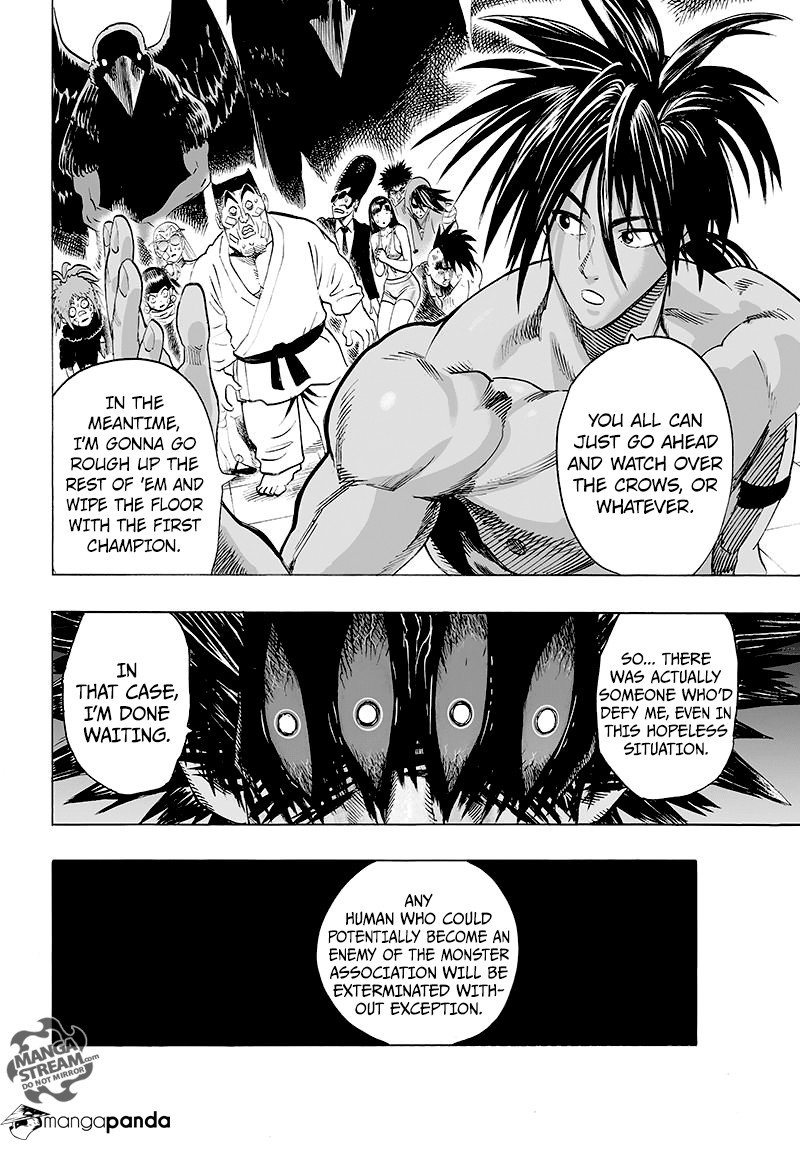 YOU ALL CAN
JUST GO AHEAD
AND WATCH OVER
THE CROWS, OR
WHATEVER.
IN THE
MEANTIME,
I'M GONNA GO
ROUGH UP THE
REST OF 'EM AND
WIPE THE FLOOR
WITH THE FIRST
CHAMPION.
SO... THERE
WAS ACTUALLY
SOMEONE WHO'D
DEFY ME, EVEN IN
THIS HOPELESS
SITUATION.
IN
THAT CASE,
I'M DONE
WAITING.
ANY
HUMAN WHO COULD
POTENTIALLY BECOME AN
ENEMY OF THE MONSTER
ASSOCIATION WILL BE
EXTERMINATED WITH-
OUT EXCEPTION.
MANGA
STREAM.com
DO NOT MIRROR
mangapanda